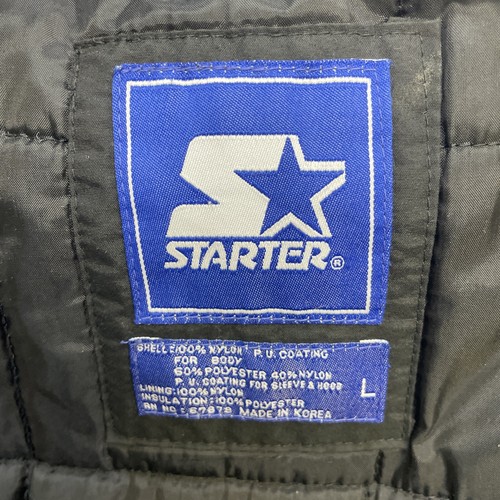 STARTER®
SHELL:100% NYLON P.U. COATING
FOR BODY
60% POLYESTER 40% NYLON
P.U. COATING FOR SLEEVE & HOOD
LINING:100% NYLON
INSULATION:100% POLYESTER
RN NO: 67878 MADE IN KOREA
L